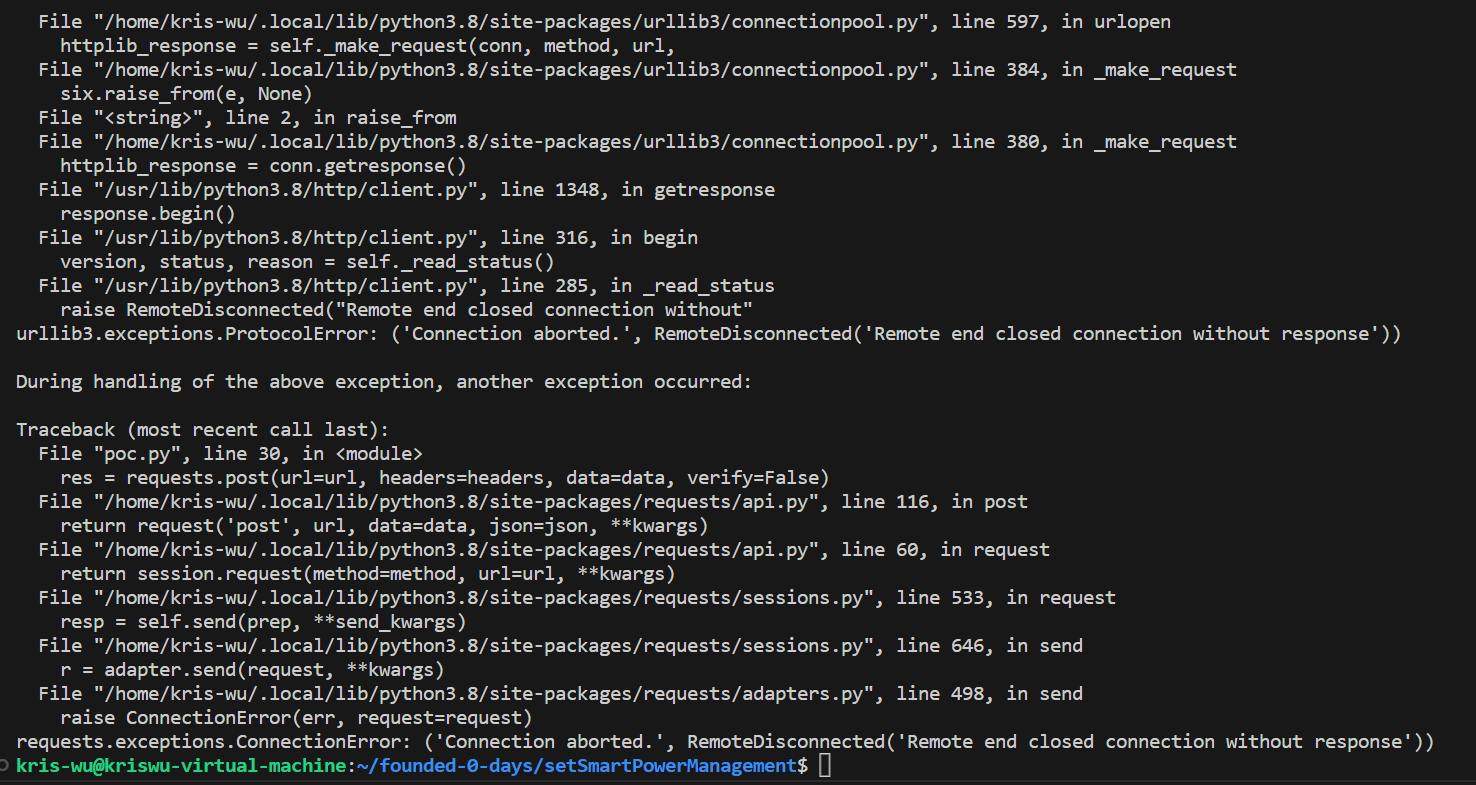 File "/home/kris-wu/.local/lib/python3.8/site-packages/urllib3/connectionpool.py", line 597, in urlopen
httplib_response = self._make_request(conn, method, url,
File "/home/kris-wu/.local/lib/python3.8/site-packages/urllib3/connectionpool.py", line 384, in _make_request
six.raise_from(e, None)
File "<string>", line 2, in raise_from
File "/home/kris-wu/.local/lib/python3.8/site-packages/urllib3/connectionpool.py", line 380, in _make_request
httplib_response = conn.getresponse()
File "/usr/lib/python3.8/http/client.py", line 1348, in getresponse
response.begin()
File "/usr/lib/python3.8/http/client.py", line 316, in begin
version, status, reason = self._read_status()
File "/usr/lib/python3.8/http/client.py", line 285, in _read_status
raise RemoteDisconnected("Remote end closed connection without"
urllib3.exceptions.ProtocolError: ('Connection aborted.', RemoteDisconnected('Remote end closed connection without response'))
During handling of the above exception, another exception occurred:
Traceback (most recent call last):
File "poc.py", line 30, in <module>
res = requests.post(url=url, headers=headers, data=data, verify=False)
File "/home/kris-wu/.local/lib/python3.8/site-packages/requests/api.py", line 116, in post
return request('post', url, data=data, json=json, **kwargs)
File "/home/kris-wu/.local/lib/python3.8/site-packages/requests/api.py", line 60, in request
return session.request(method=method, url=url, **kwargs)
File "/home/kris-wu/.local/lib/python3.8/site-packages/requests/sessions.py", line 533, in request
resp = self.send(prep, **send_kwargs)
File "/home/kris-wu/.local/lib/python3.8/site-packages/requests/sessions.py", line 646, in send
r = adapter.send(request, **kwargs)
File "/home/kris-wu/.local/lib/python3.8/site-packages/requests/adapters.py", line 498, in send
raise ConnectionError(err, request=request)
requests.exceptions.ConnectionError: ('Connection aborted.', RemoteDisconnected('Remote end closed connection without response'))
kris-wu@kriswu-virtual-machine:~/founded-0-days/setSmartPowerManagement$